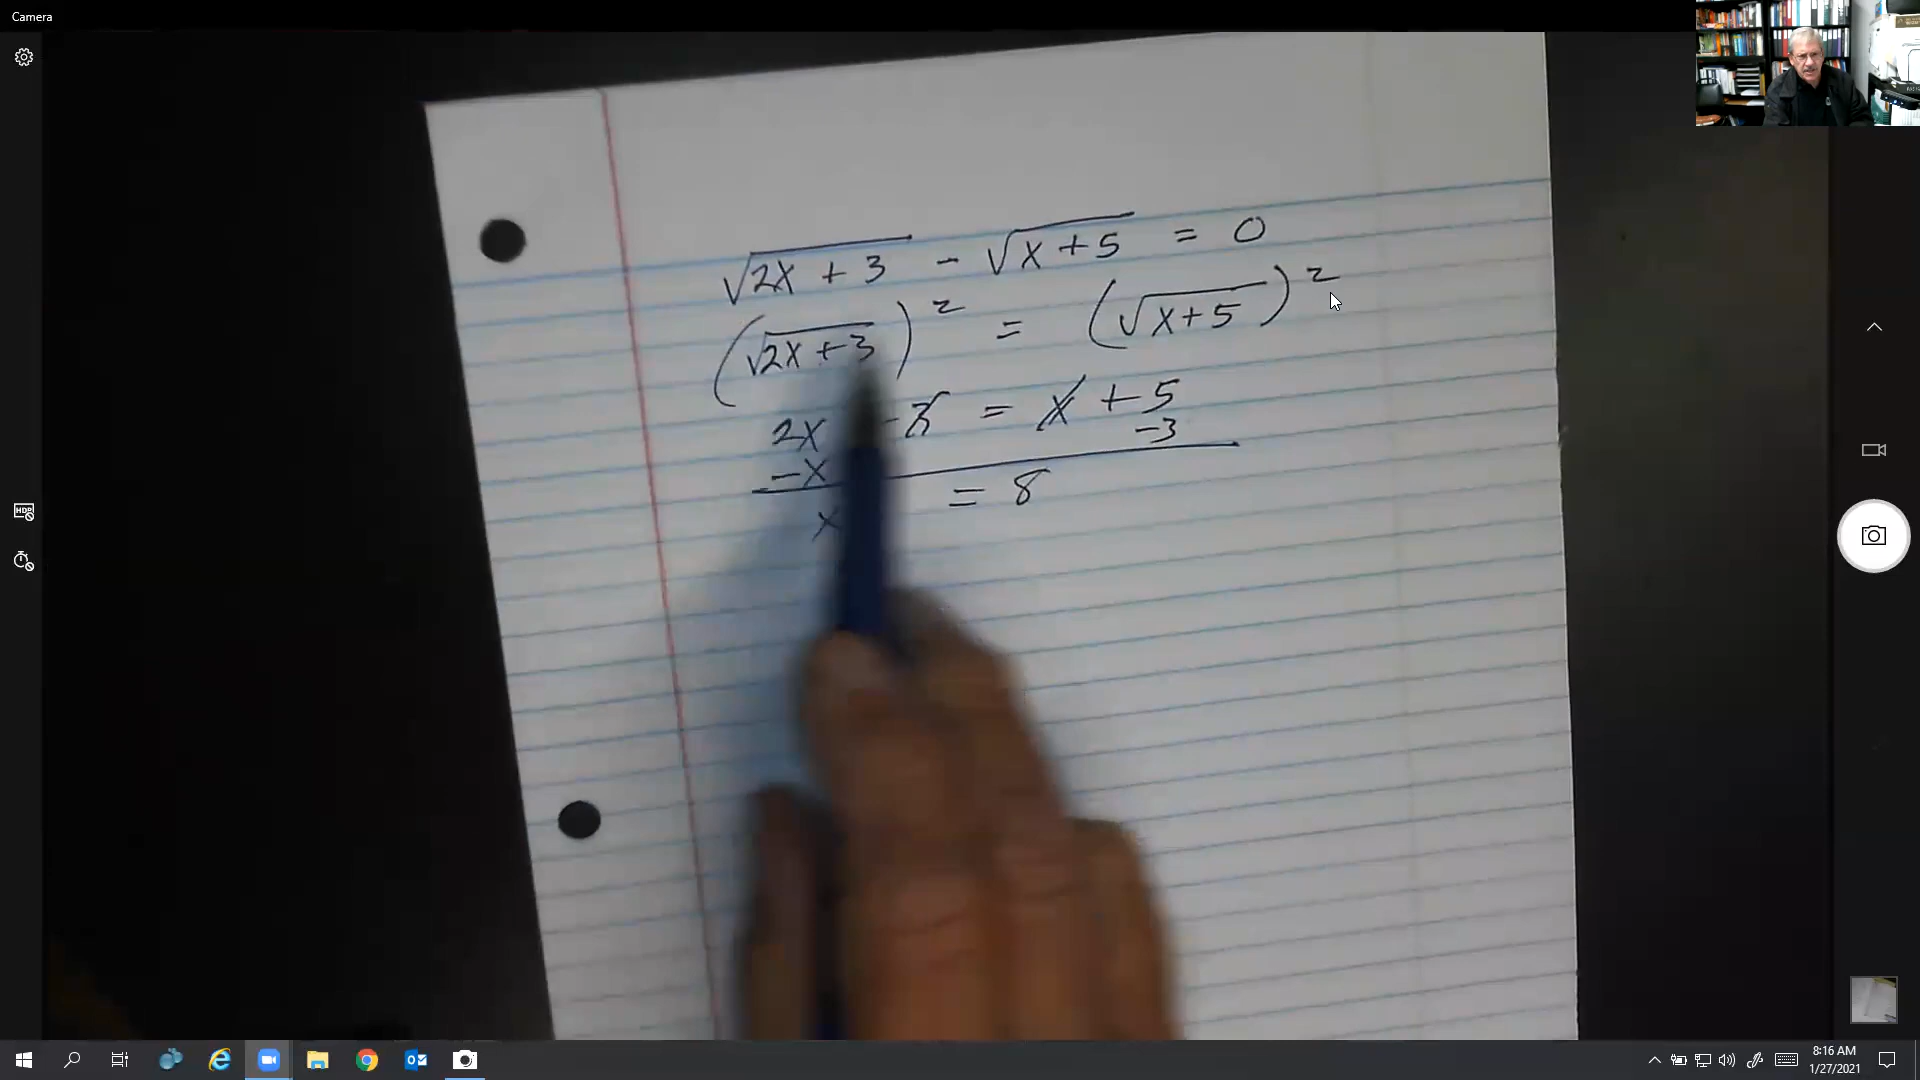 Camera
√2x + 3 - √x + 5 = 0
(√2x + 3)² = (√x + 5)²
2x + 3 = x + 5
-x -3
x = 8
8:16 AM
1/27/2021